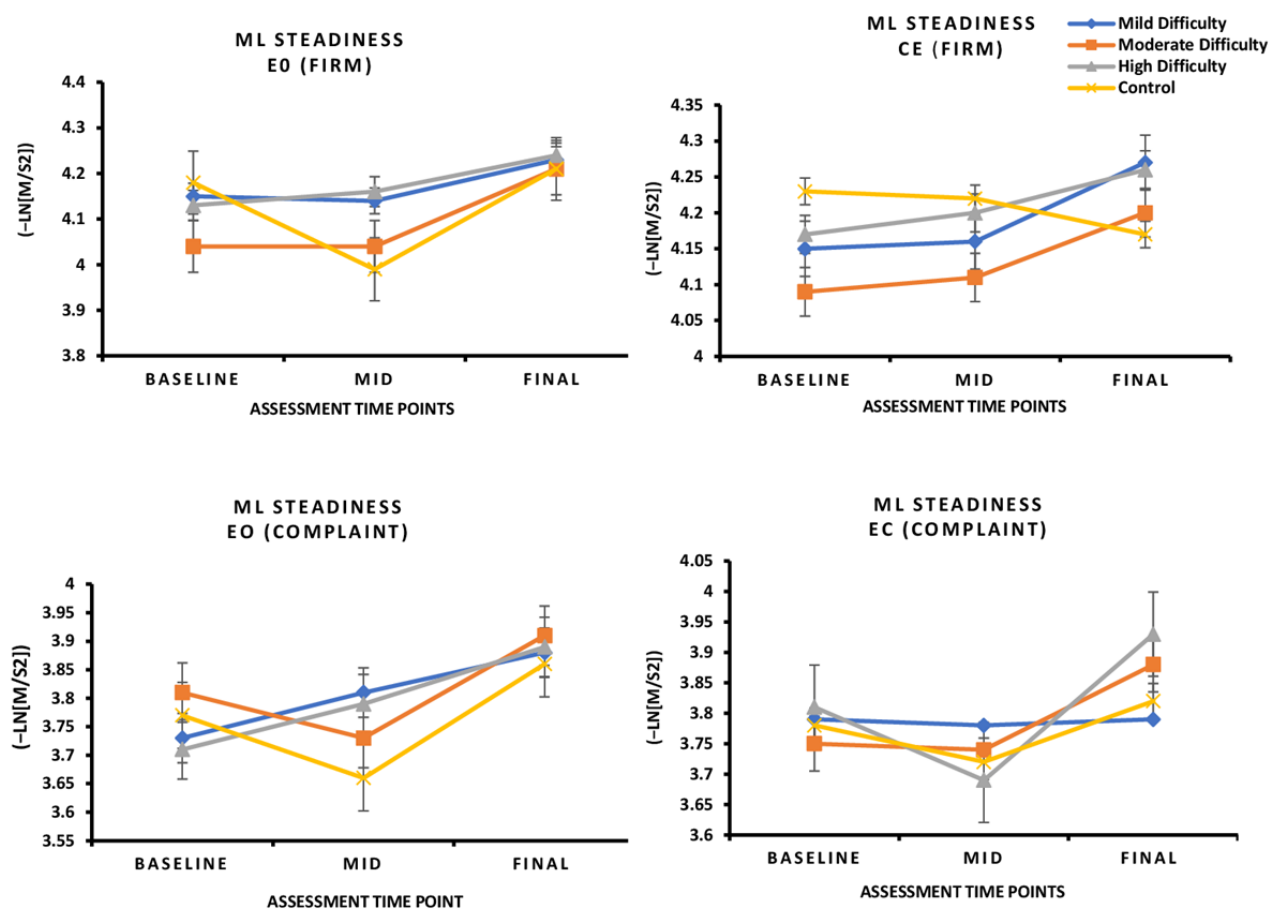 ML STEADINESS
E0 (FIRM)
(–LN[M/S2])
4.4
4.3
4.2
4.1
4
3.9
3.8
BASELINE MID FINAL
ASSESSMENT TIME POINTS
ML STEADINESS
CE (FIRM)
Mild Difficulty
Moderate Difficulty
High Difficulty
Control
(–LN[M/S2])
4.35
4.3
4.25
4.2
4.15
4.1
4.05
4
BASELINE MID FINAL
ASSESSMENT TIME POINTS
ML STEADINESS
EO (COMPLAINT)
(–LN[M/S2])
4
3.95
3.9
3.85
3.8
3.75
3.7
3.65
3.6
3.55
BASELINE MID FINAL
ASSESSMENT TIME POINT
ML STEADINESS
EC (COMPLAINT)
(–LN[M/S2])
4.05
4
3.95
3.9
3.85
3.8
3.75
3.7
3.65
3.6
BASELINE MID FINAL
ASSESSMENT TIME POINTS